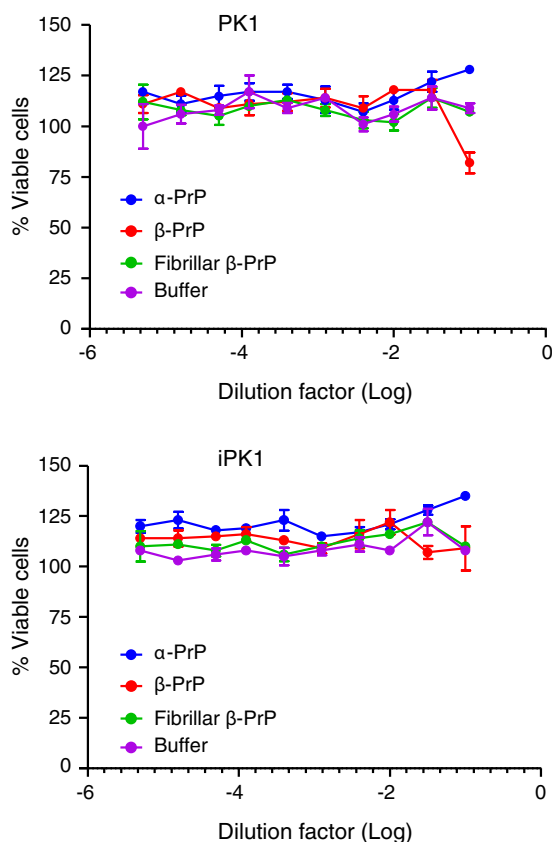 PK1
% Viable cells
150
125
100
75
50
25
0
α-PrP
β-PrP
Fibrillar β-PrP
Buffer
-6
-4
-2
0
Dilution factor (Log)
iPK1
% Viable cells
150
125
100
75
50
25
0
α-PrP
β-PrP
Fibrillar β-PrP
Buffer
-6
-4
-2
0
Dilution factor (Log)